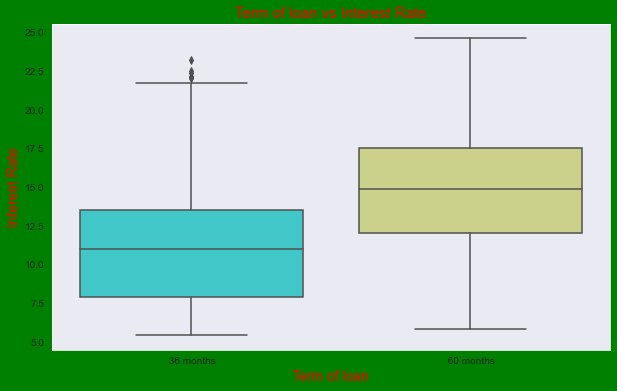 Term of loan vs Interest Rate
25.0
22.5
20.0
17.5
15.0
12.5
10.0
7.5
5.0
Interest Rate
36 months
60 months
Term of loan